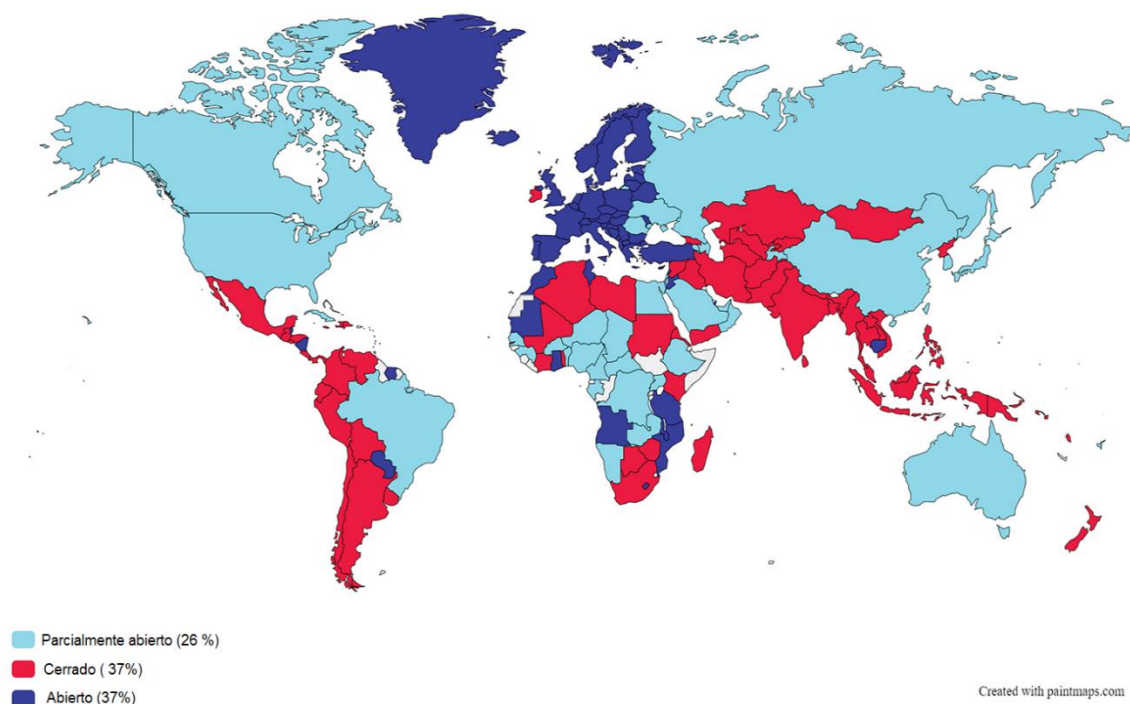 Parcialmente abierto (26 %)
Cerrado ( 37%)
Abierto (37%)
Created with paintmaps.com